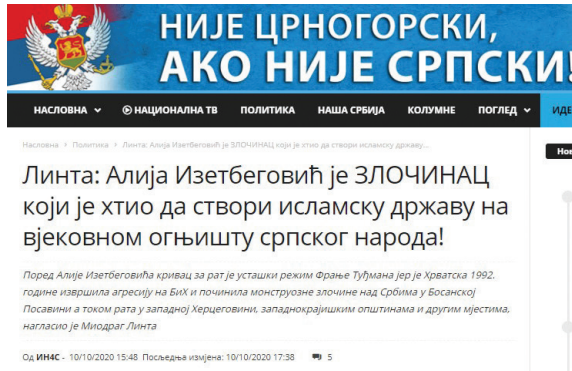 НИЈЕ ЦРНОГОРСКИ,
АКО НИЈЕ СРПСКИ!
НАСЛОВНА НАЦИОНАЛНА ТВ ПОЛИТИКА НАША СРБИЈА КОЛУМНЕ ПОГЛЕД ИДЕ
Насловна > Политика > Линта: Алија Изетбеговић је ЗЛОЧИНАЦ који је хтио да створи исламску државу...
Нов
Линта: Алија Изетбеговић је ЗЛОЧИНАЦ
који је хтио да створи исламску државу на
вјековном огњишту српског народа!
Поред Алије Изетбеговића кривац за рат је усташки режим Фрање Туђмана јер је Хрватска 1992.
године извршила агресију на БиХ и починила монструозне злочине над Србима у Босанској
Посавини а током рата у западној Херцеговини, западнокрајишким општинама и другим мјестима,
нагласио је Миодраг Линта
Од ИН4С - 10/10/2020 15:48 Посљедња измјена: 10/10/2020 17:38 5